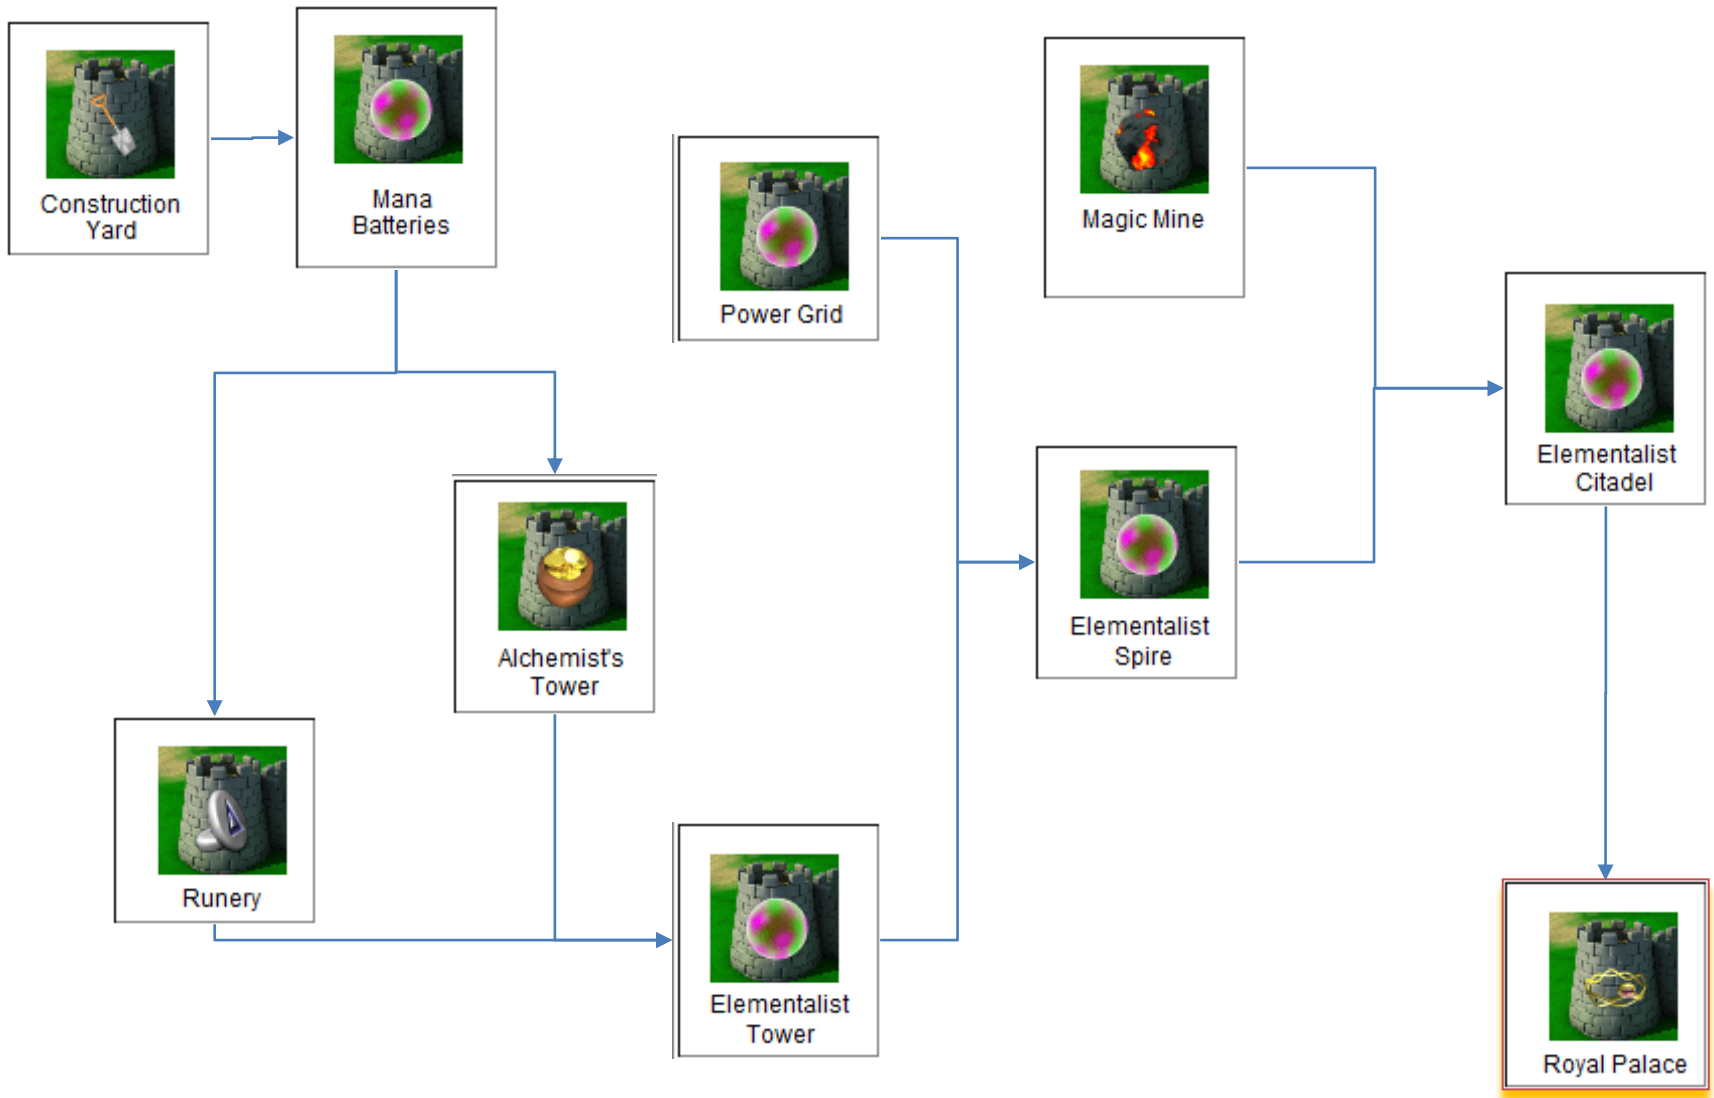 Construction
Yard
Mana
Batteries
Power Grid
Magic Mine
Elementalist
Citadel
Alchemist's
Tower
Elementalist
Spire
Runery
Elementalist
Tower
Royal Palace